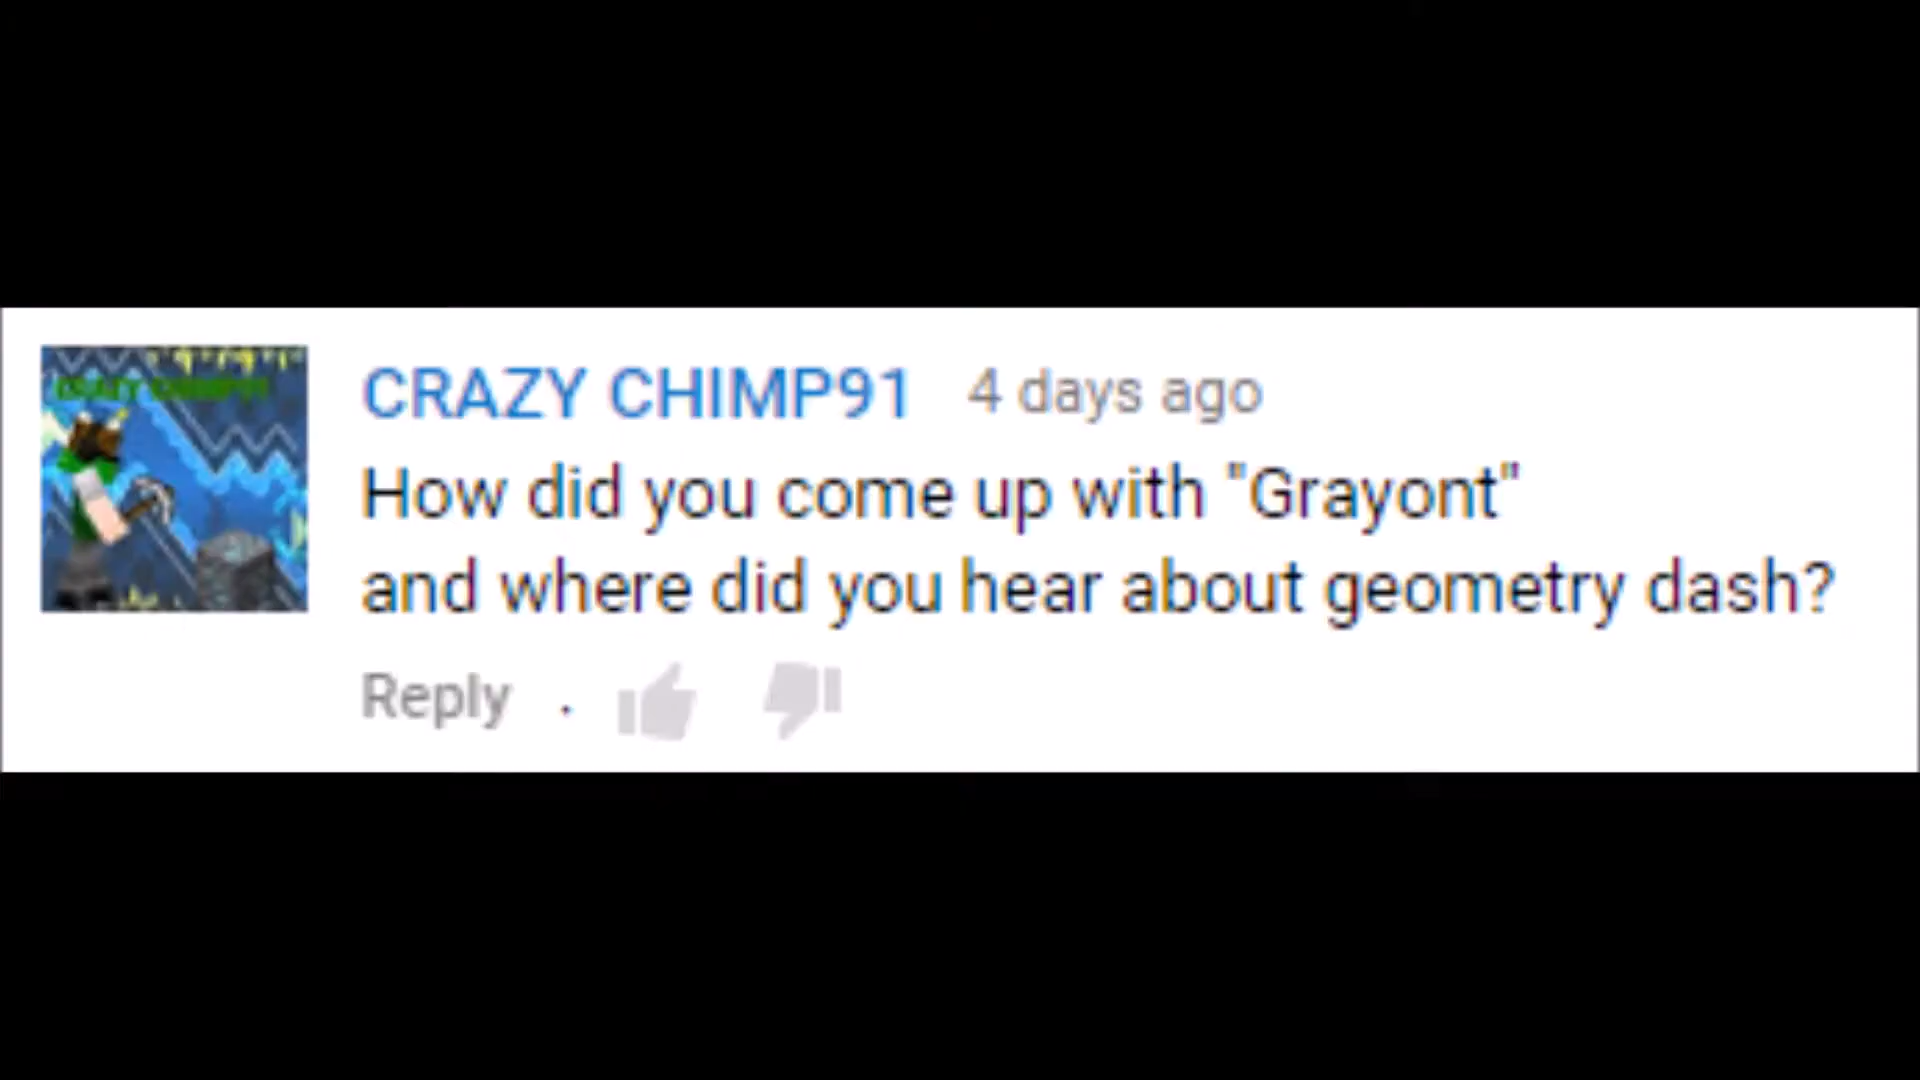 CRAZY CHIMP91 4 days ago
How did you come up with "Grayont"
and where did you hear about geometry dash?
Reply .